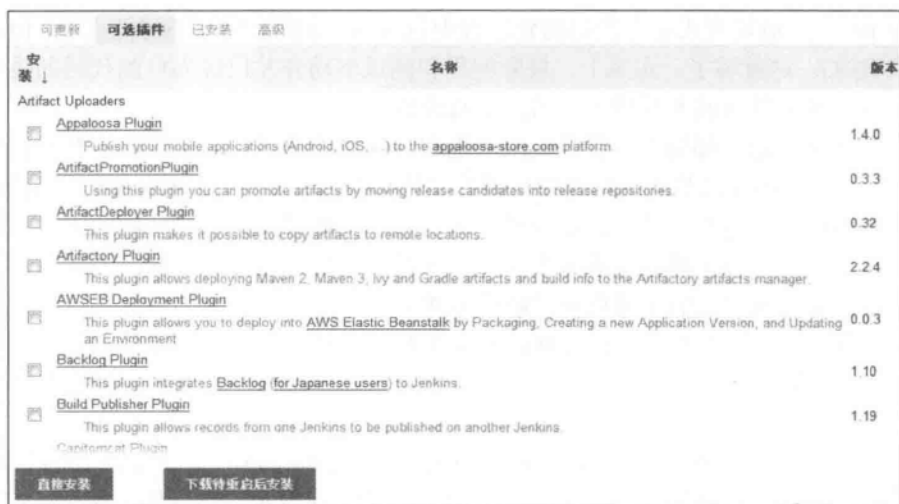 可更新 可选插件 已安装 高级
安装 ↓ 名称 版本
Artifact Uploaders
Appaloosa Plugin
Publish your mobile applications (Android, iOS, ...) to the appaloosa-store.com platform. 1.4.0
ArtifactPromotionPlugin
Using this plugin you can promote artifacts by moving release candidates into release repositories. 0.3.3
ArtifactDeployer Plugin
This plugin makes it possible to copy artifacts to remote locations. 0.32
Artifactory Plugin
This plugin allows deploying Maven 2, Maven 3, Ivy and Gradle artifacts and build info to the Artifactory artifacts manager. 2.2.4
AWSEB Deployment Plugin
This plugin allows you to deploy into AWS Elastic Beanstalk by Packaging, Creating a new Application Version, and Updating 0.0.3
an Environment
Backlog Plugin
This plugin integrates Backlog (for Japanese users) to Jenkins. 1.10
Build Publisher Plugin
This plugin allows records from one Jenkins to be published on another Jenkins. 1.19
Capitomcat Plugin
直接安装 下载待重启后安装